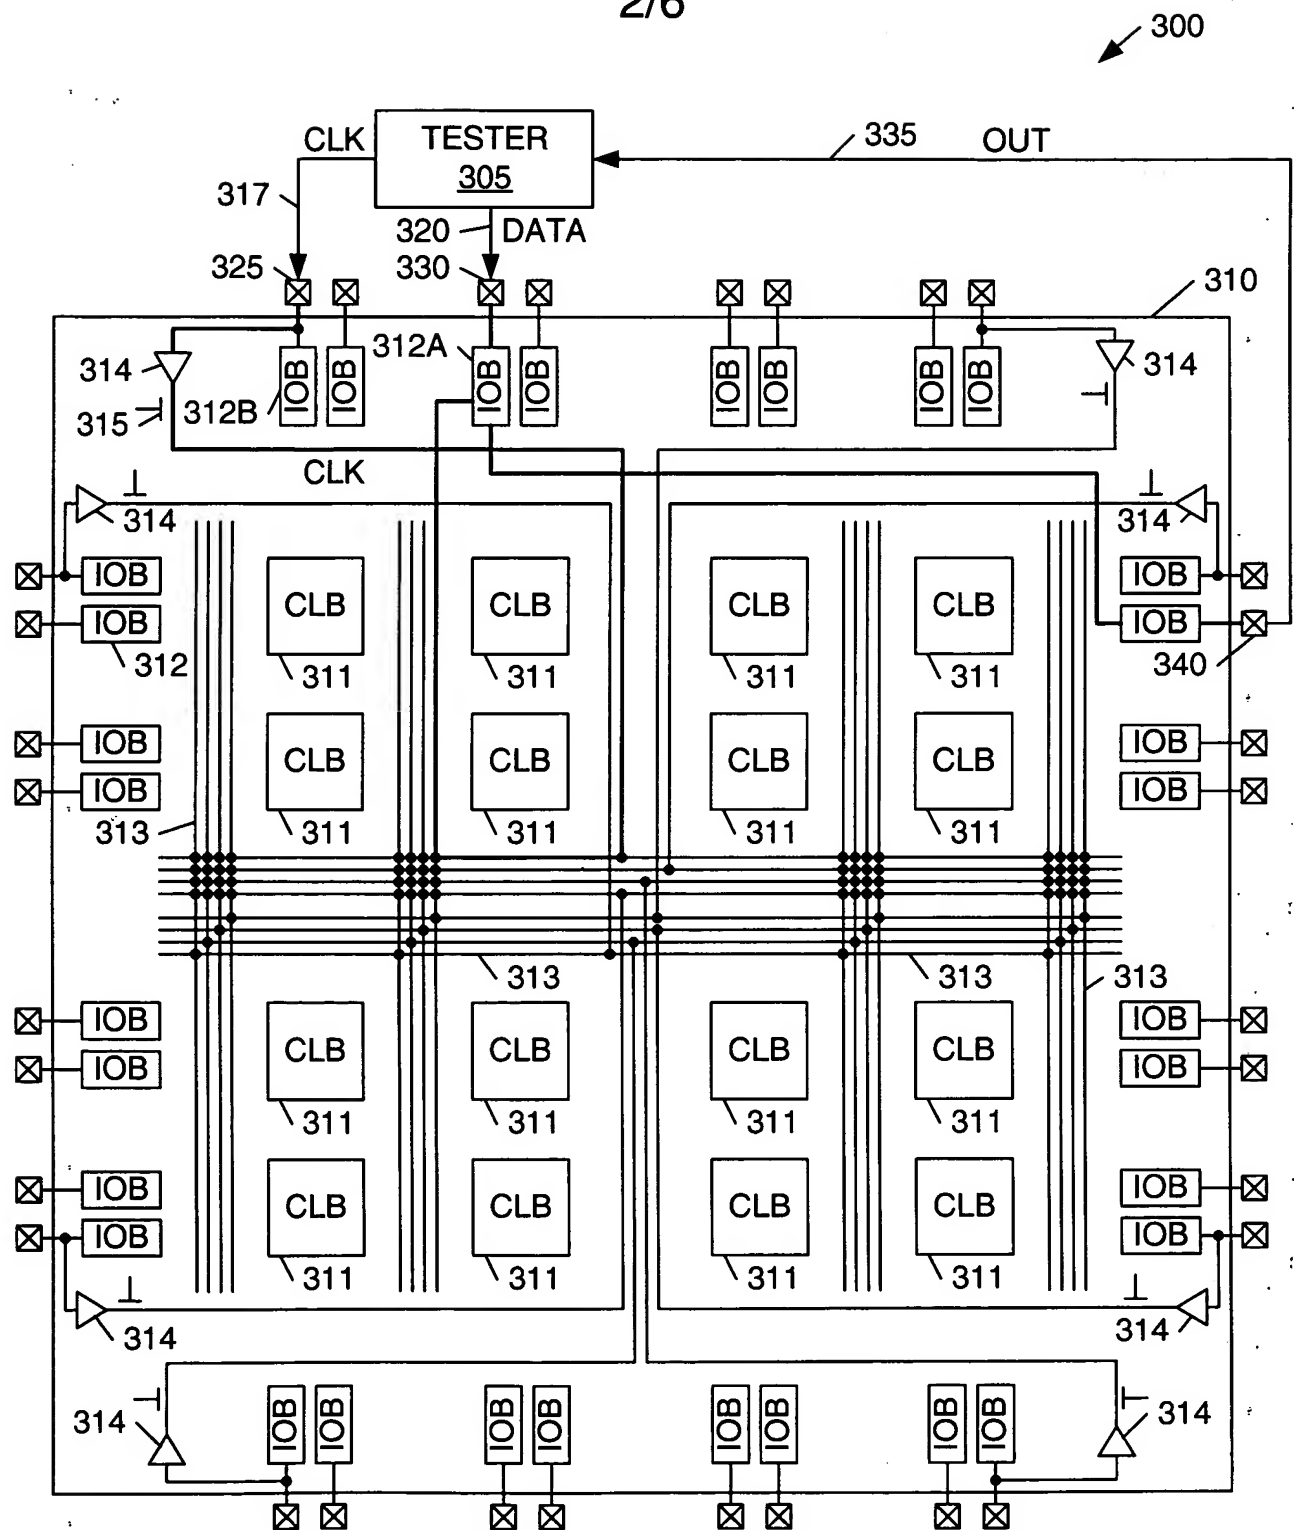 2/6
300
CLK TESTER 335 OUT
305
317
320 DATA
325 330
310
312A
314 IOB IOB IOB IOB IOB IOB IOB IOB 314
315 312B
CLK
314 314
IOB CLB CLB CLB CLB IOB
IOB IOB
312 311 311 311 311 340
IOB CLB CLB CLB CLB IOB
IOB IOB
313 311 311 311 311
313 313 313
IOB CLB CLB CLB CLB IOB
IOB IOB
311 311 311 311
IOB CLB CLB CLB CLB IOB
IOB IOB
311 311 311 311
314 314
314 IOB IOB IOB IOB IOB IOB IOB IOB 314